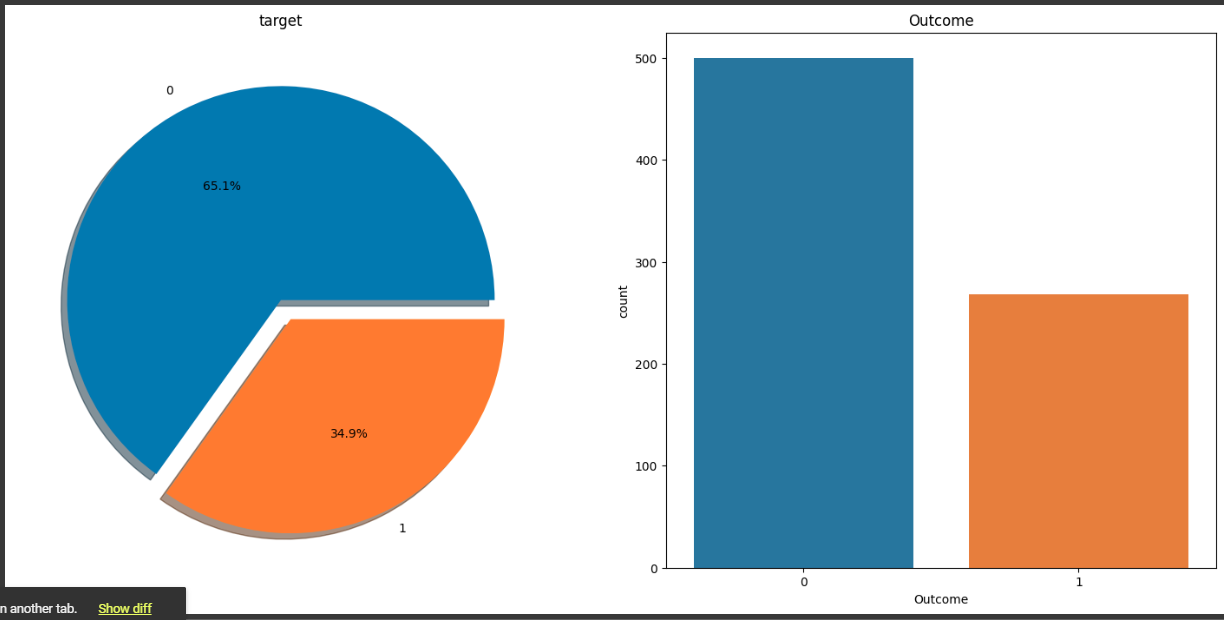 target
0
65.1%
34.9%
1
Outcome
500
400
300
200
100
0
count
0 1
Outcome
n another tab. Show diff